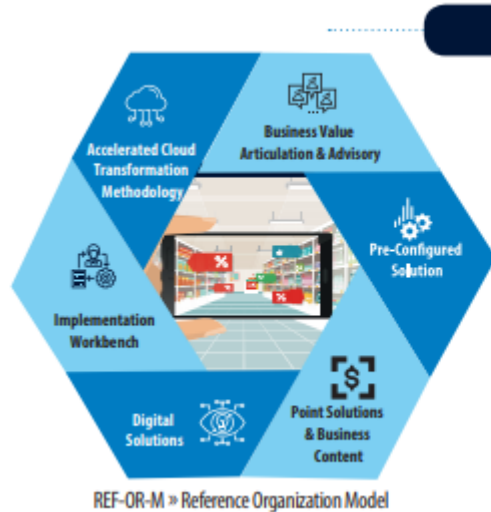 Business Value
Articulation & Advisory
Accelerated Cloud
Transformation
Methodology
Pre-Configured
Solution
Implementation
Workbench
Point Solutions
& Business
Content
Digital
Solutions
%
%
$
REF-OR-M » Reference Organization Model